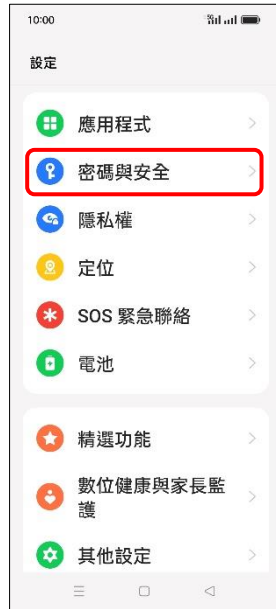 10:00
5G
設定
應用程式
密碼與安全
隱私權
定位
SOS 緊急聯絡
電池
精選功能
數位健康與家長監
護
其他設定